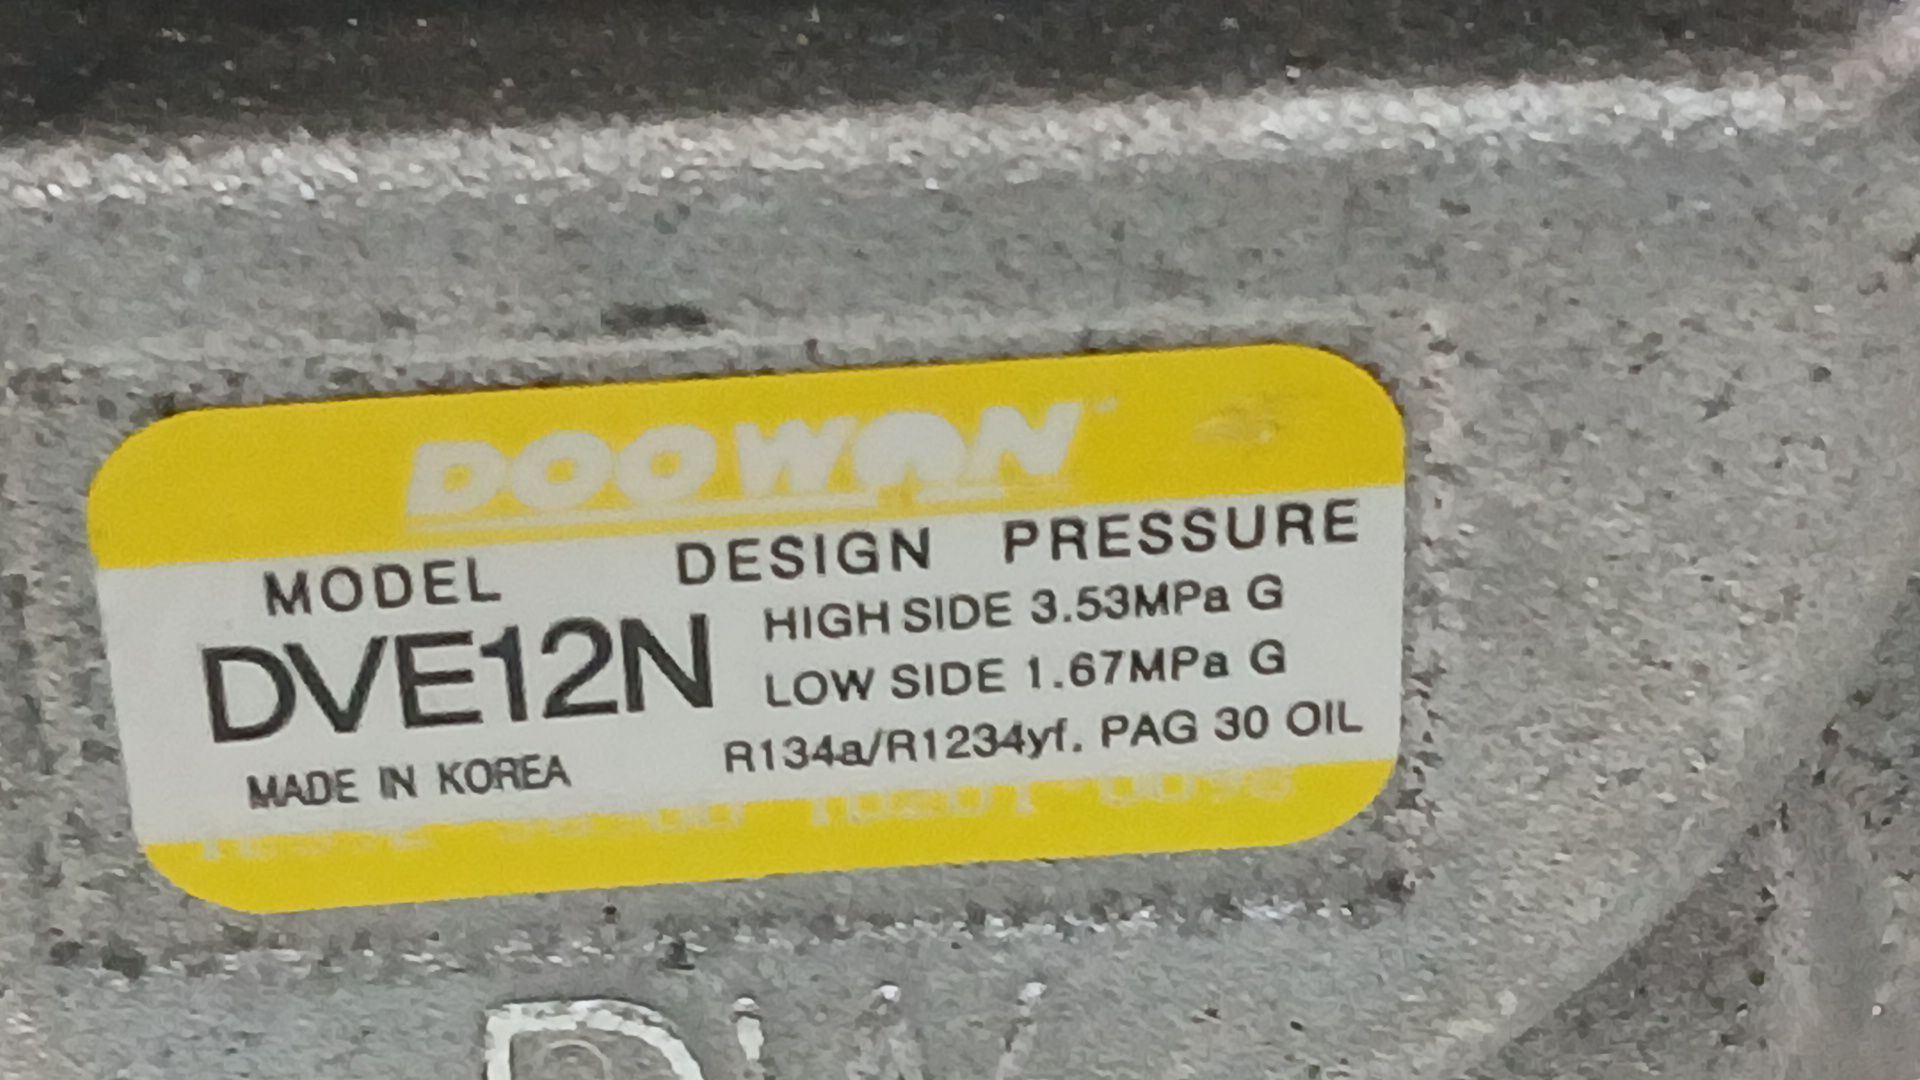 DOOWON
MODEL
DESIGN PRESSURE
DVE12N
HIGH SIDE 3.53MPa G
LOW SIDE 1.67MPa G
MADE IN KOREA
R134a/R1234yf. PAG 30 OIL